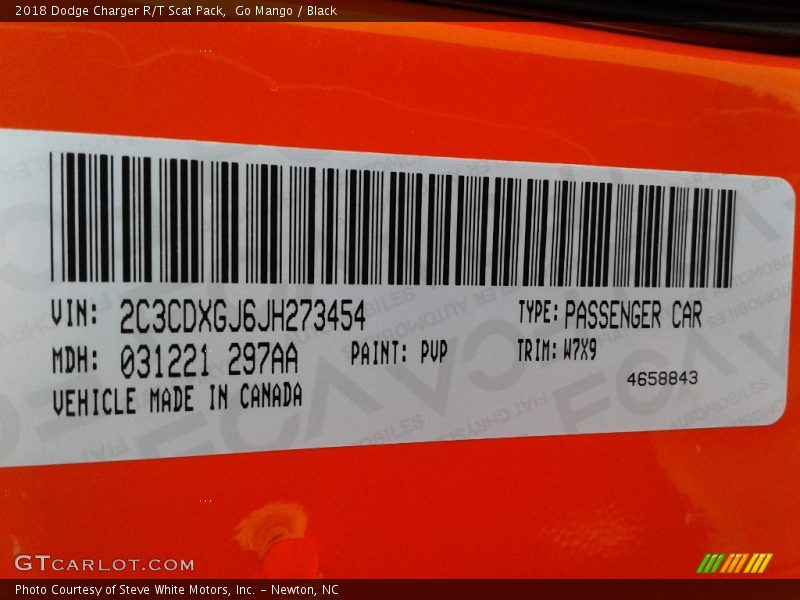 2018 Dodge Charger R/T Scat Pack,  Go Mango / Black
VIN: 2C3CDXGJ6JH273454 TYPE: PASSENGER CAR
MDH: 031221 297AA PAINT: PVP TRIM: W7X9
4658843
VEHICLE MADE IN CANADA
GTCARLOT.COM
Photo Courtesy of Steve White Motors, Inc. – Newton, NC